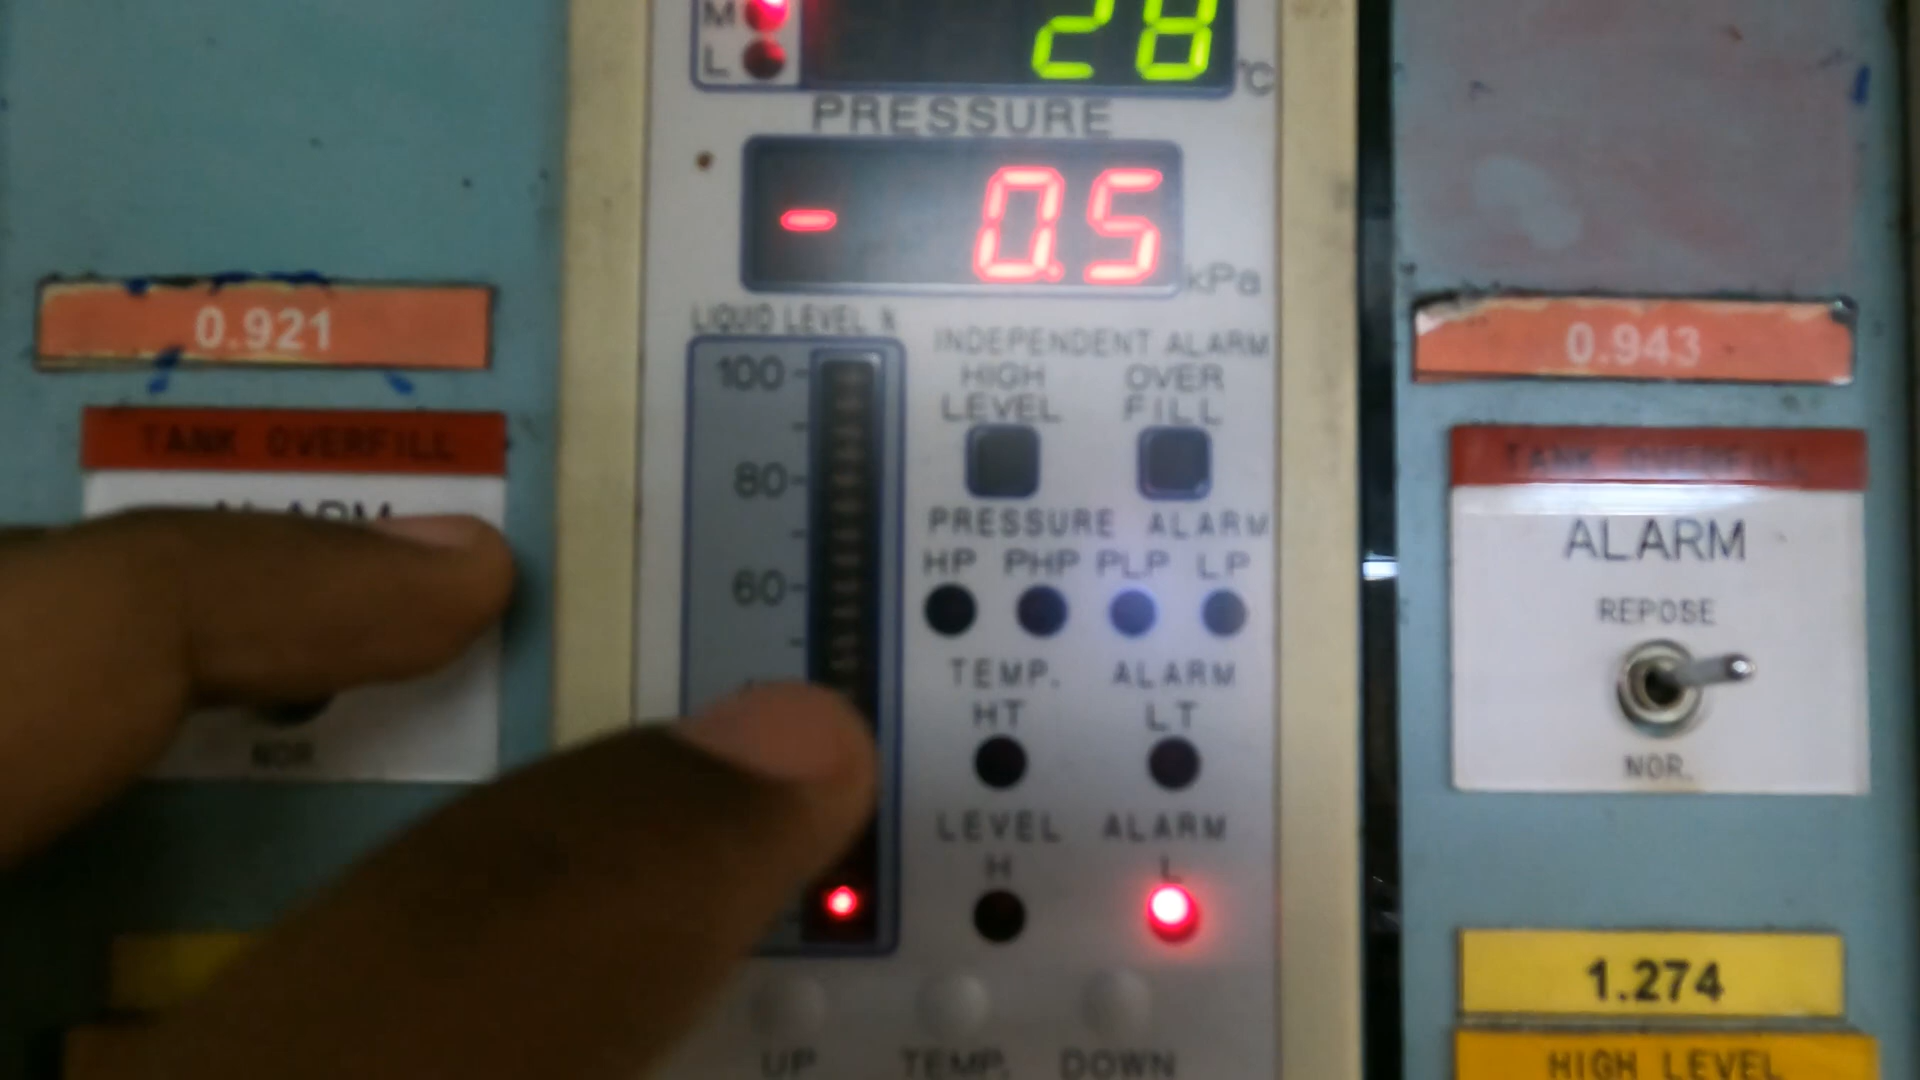 M
28
L
°C
PRESSURE
- 0.5
kPa
0.921
LIQUID LEVEL %
INDEPENDENT ALARM
0.943
100
HIGH
LEVEL
OVER
FILL
TANK OVERFILL
ALARM
TANK OVERFILL
ALARM
80
PRESSURE ALARM
HP PHP PLP LP
60
REPOSE
TEMP. ALARM
HT LT
NOR.
NOR.
LEVEL ALARM
H L
1.274
UP TEMP. DOWN
HIGH LEVEL